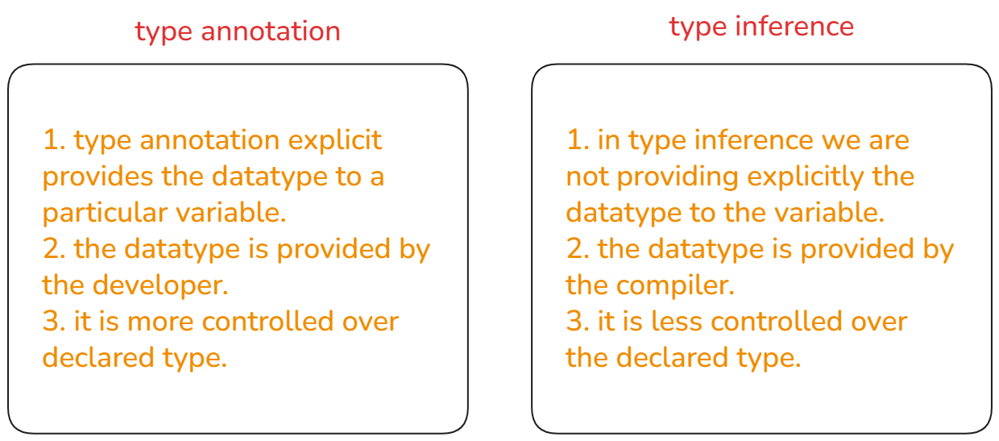 type annotation
1. type annotation explicit
provides the datatype to a
particular variable.
2. the datatype is provided by
the developer.
3. it is more controlled over
declared type.
type inference
1. in type inference we are
not providing explicitly the
datatype to the variable.
2. the datatype is provided by
the compiler.
3. it is less controlled over
the declared type.